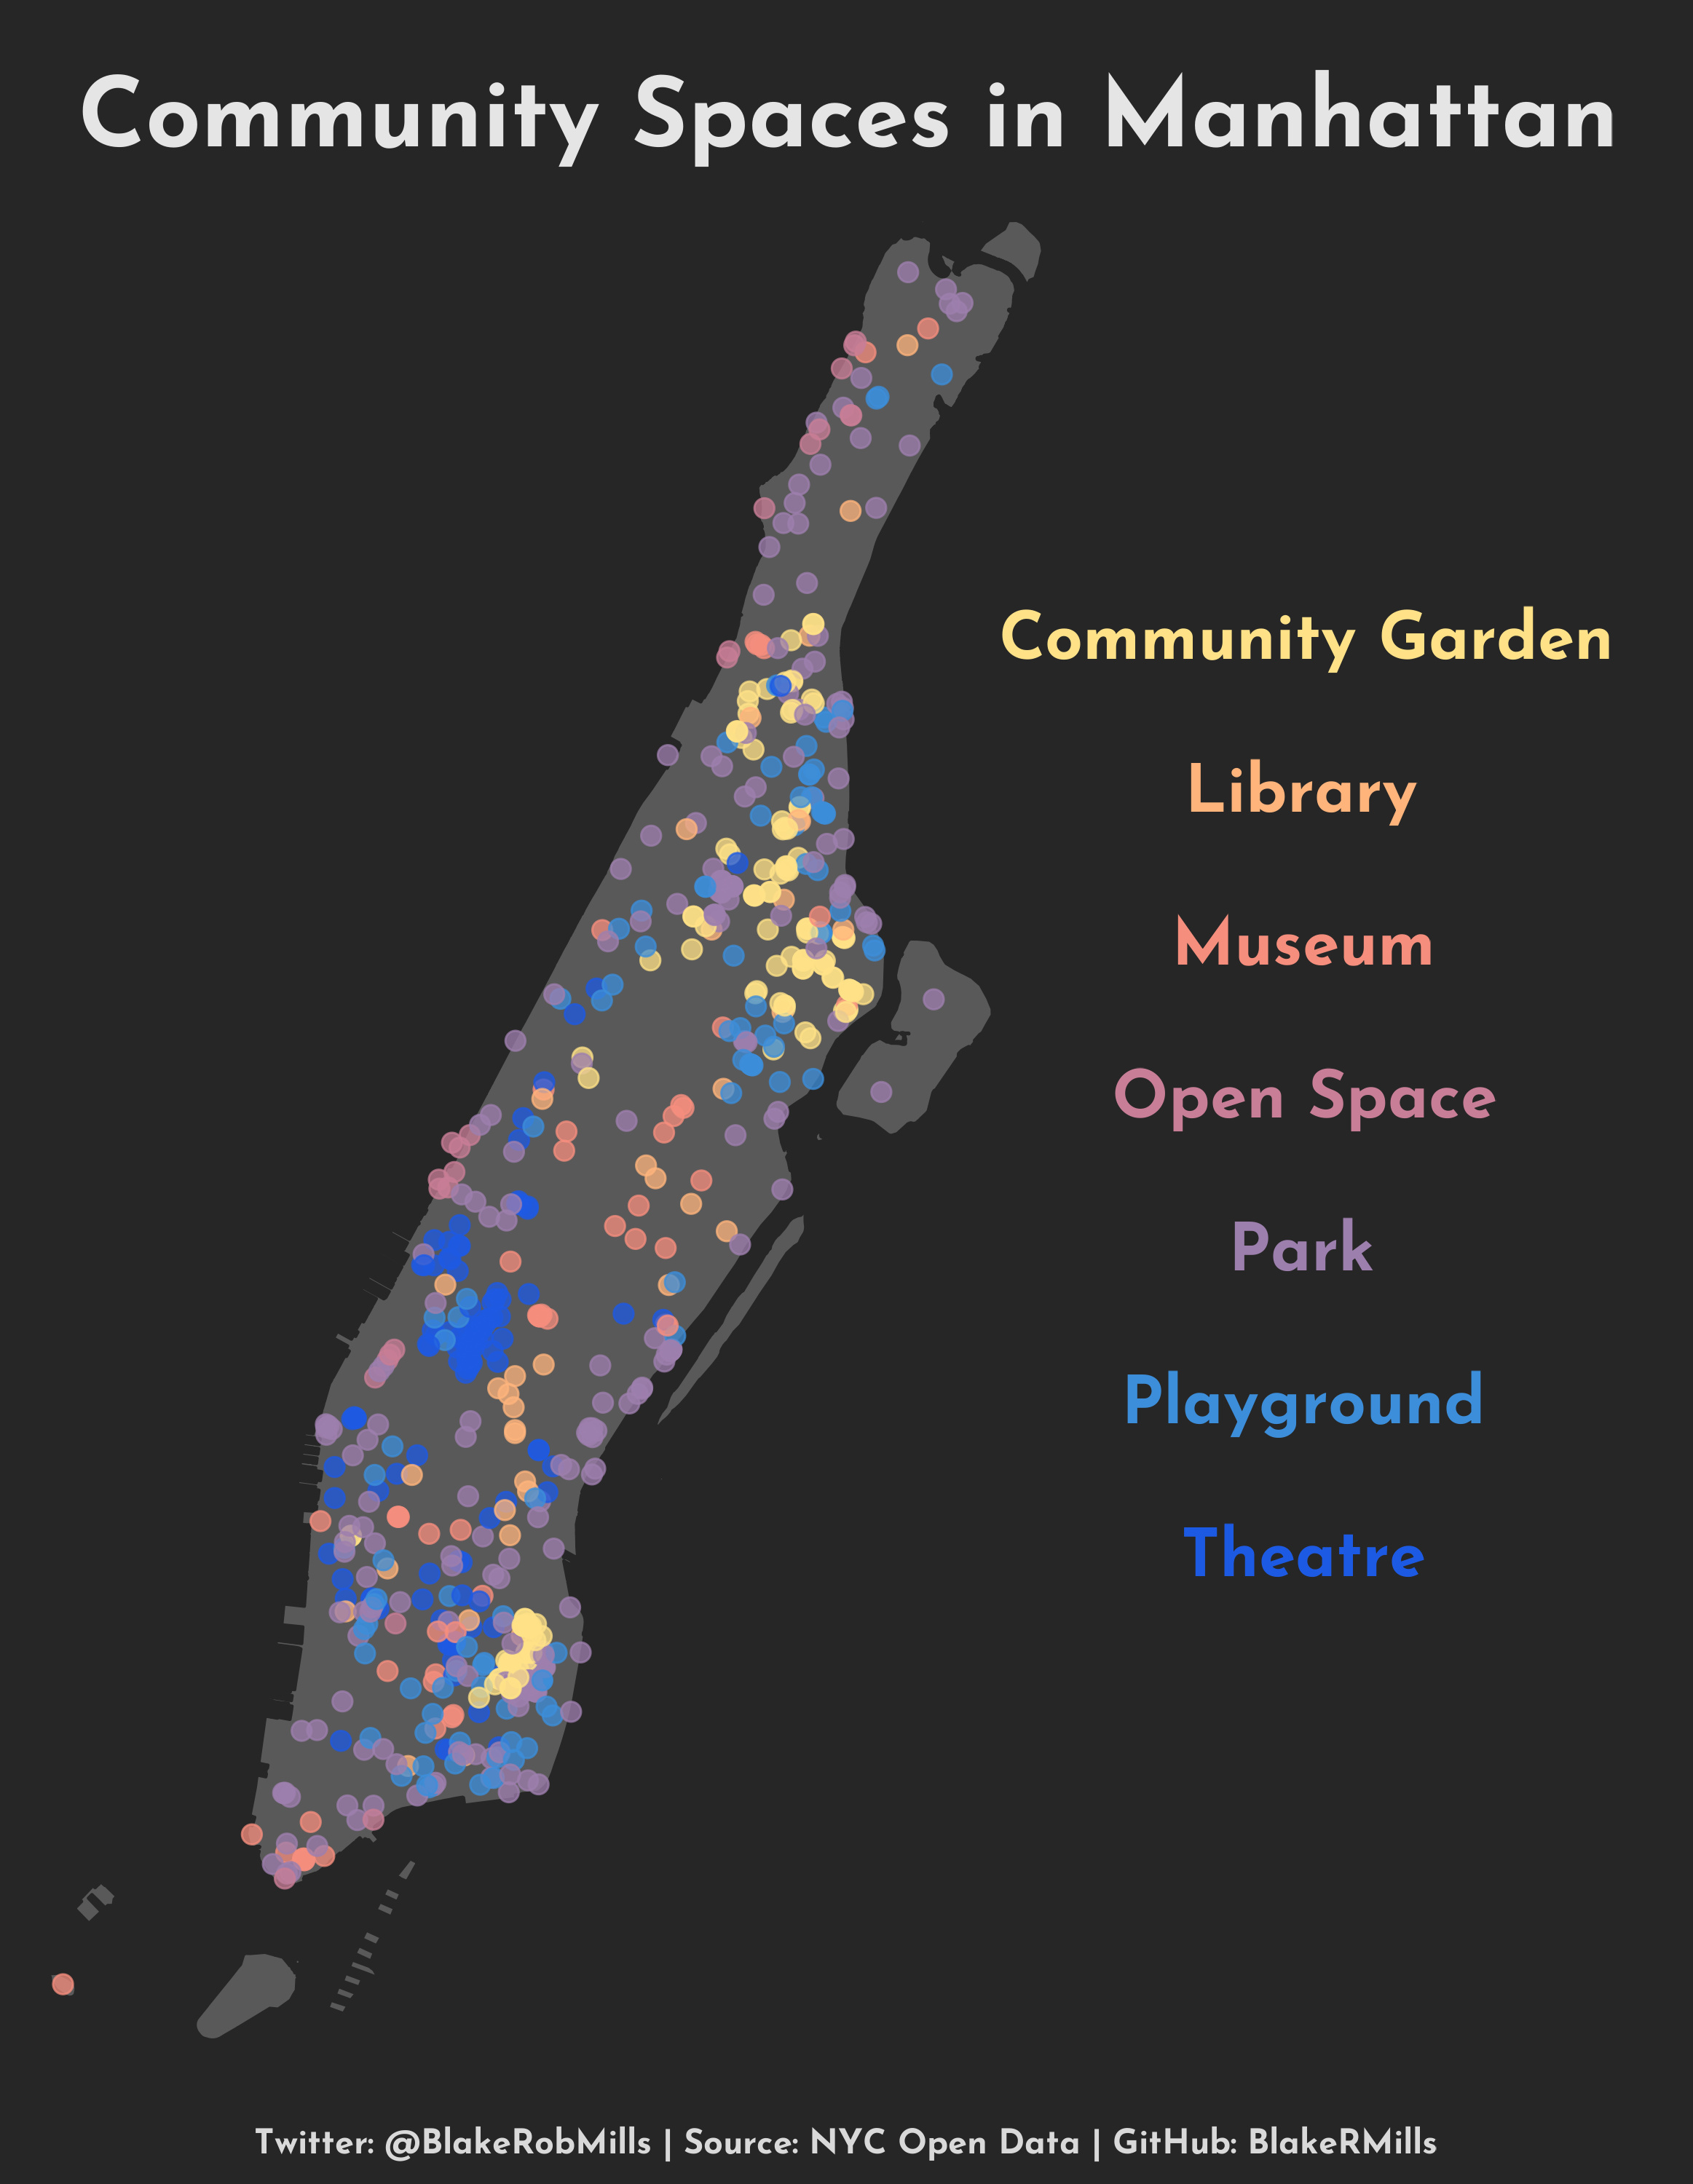 Community Spaces in Manhattan
Community Garden
Library
Museum
Open Space
Park
Playground
Theatre
Twitter: @BlakeRobMills | Source: NYC Open Data | GitHub: BlakeRMills